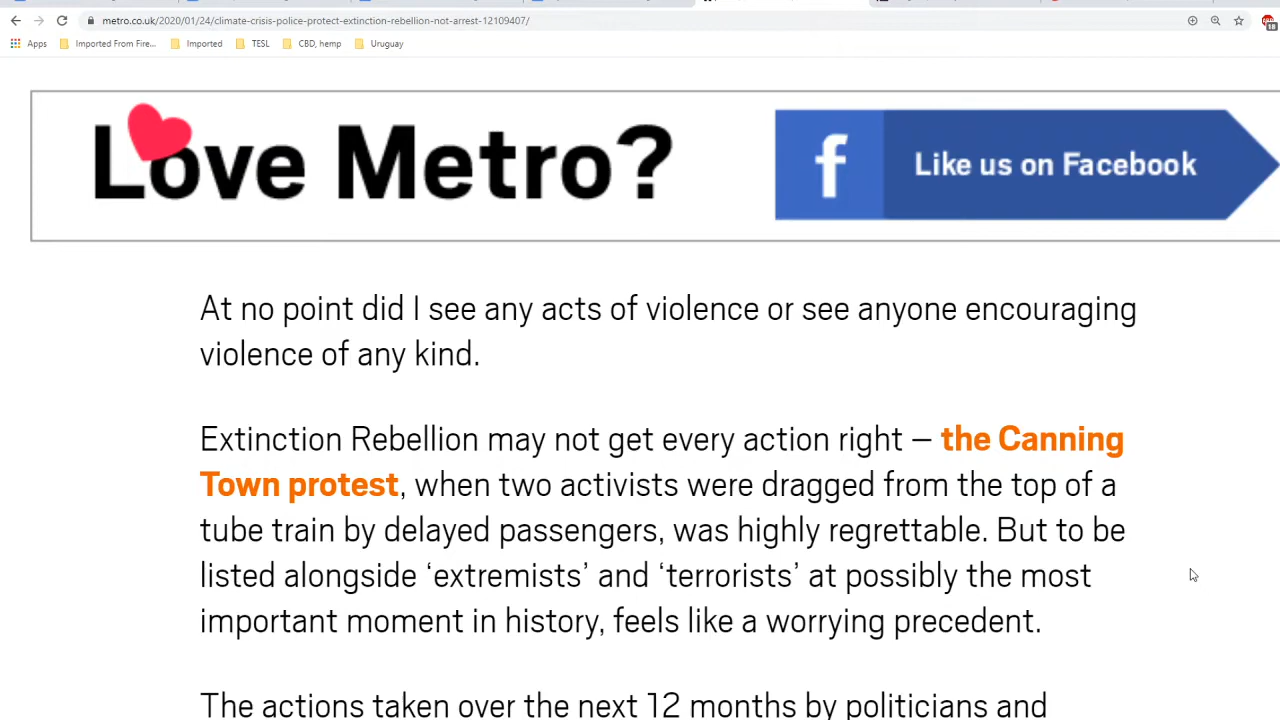 metro.co.uk/2020/01/24/climate-crisis-police-protect-extinction-rebellion-not-arrest-12109407/
Apps Imported From Fire... Imported TESL CBD, hemp Uruguay
Love Metro? f Like us on Facebook
At no point did I see any acts of violence or see anyone encouraging
violence of any kind.
Extinction Rebellion may not get every action right – the Canning
Town protest, when two activists were dragged from the top of a
tube train by delayed passengers, was highly regrettable. But to be
listed alongside ‘extremists’ and ‘terrorists’ at possibly the most
important moment in history, feels like a worrying precedent.
The actions taken over the next 12 months by politicians and